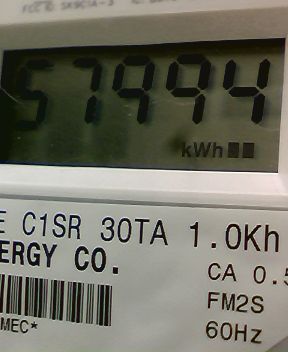 57994
kWh
E C1SR 30TA 1.0Kh
ERGY CO.
CA 0.5
FM2S
MEC*
60Hz